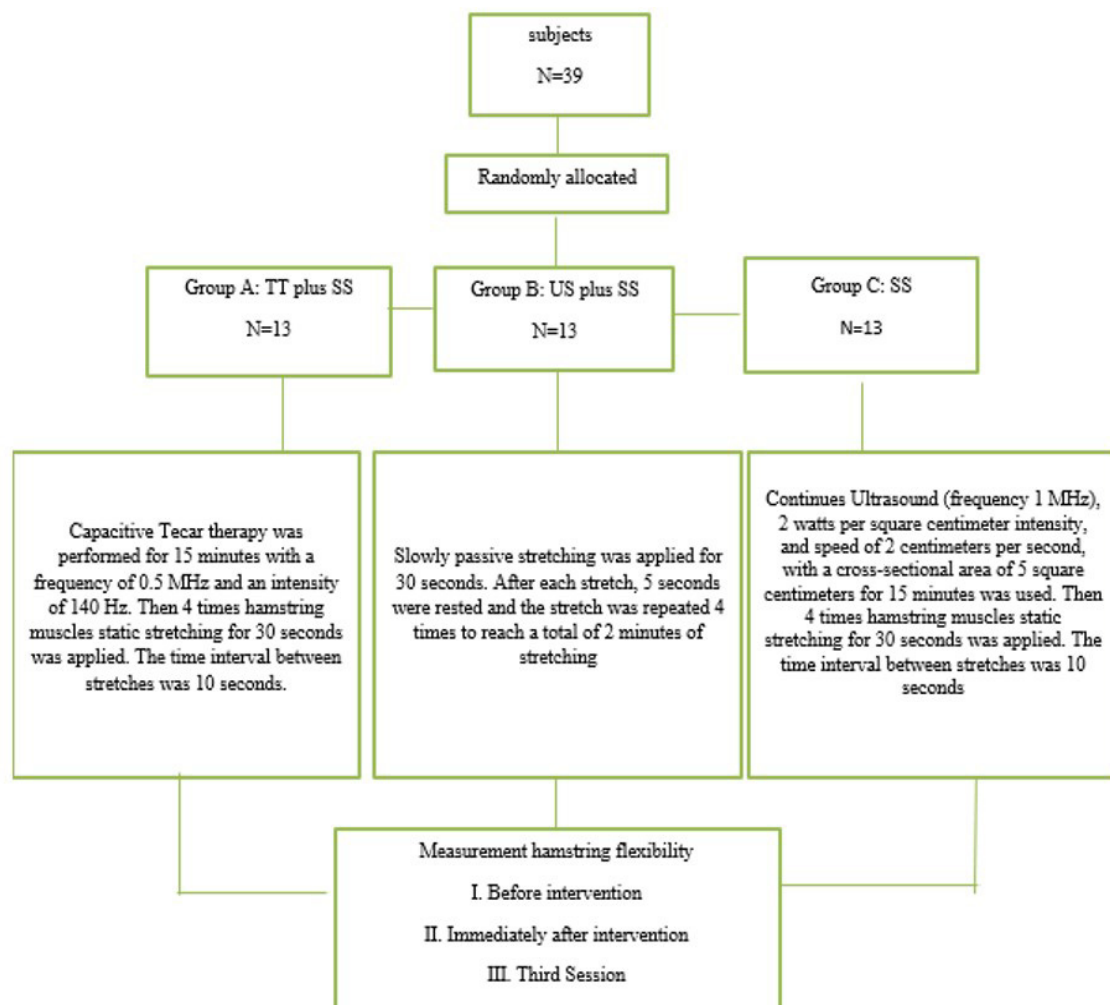 subjects
N=39
Randomly allocated
Group A: TT plus SS
N=13
Group B: US plus SS
N=13
Group C: SS
N=13
Capacitive Tecar therapy was
performed for 15 minutes with a
frequency of 0.5 MHz and an intensity
of 140 Hz. Then 4 times hamstring
muscles static stretching for 30 seconds
was applied. The time interval between
stretches was 10 seconds.
Slowly passive stretching was applied for
30 seconds. After each stretch, 5 seconds
were rested and the stretch was repeated 4
times to reach a total of 2 minutes of
stretching
Continues Ultrasound (frequency 1 MHz),
2 watts per square centimeter intensity,
and speed of 2 centimeters per second,
with a cross-sectional area of 5 square
centimeters for 15 minutes was used. Then
4 times hamstring muscles static
stretching for 30 seconds was applied. The
time interval between stretches was 10
seconds
Measurement hamstring flexibility
I. Before intervention
II. Immediately after intervention
III. Third Session